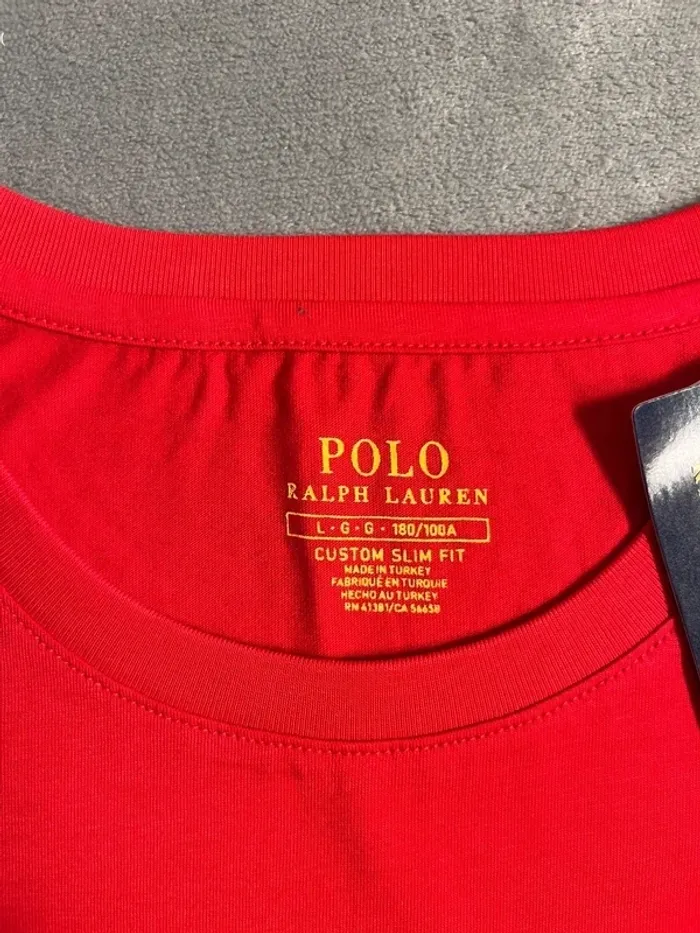 POLO
RALPH LAUREN
L · G · G · 180/100A
CUSTOM SLIM FIT
MADE IN TURKEY
FABRIQUÉ EN TURQUIE
HECHO AU TURKEY
RN 41381/CA 56658